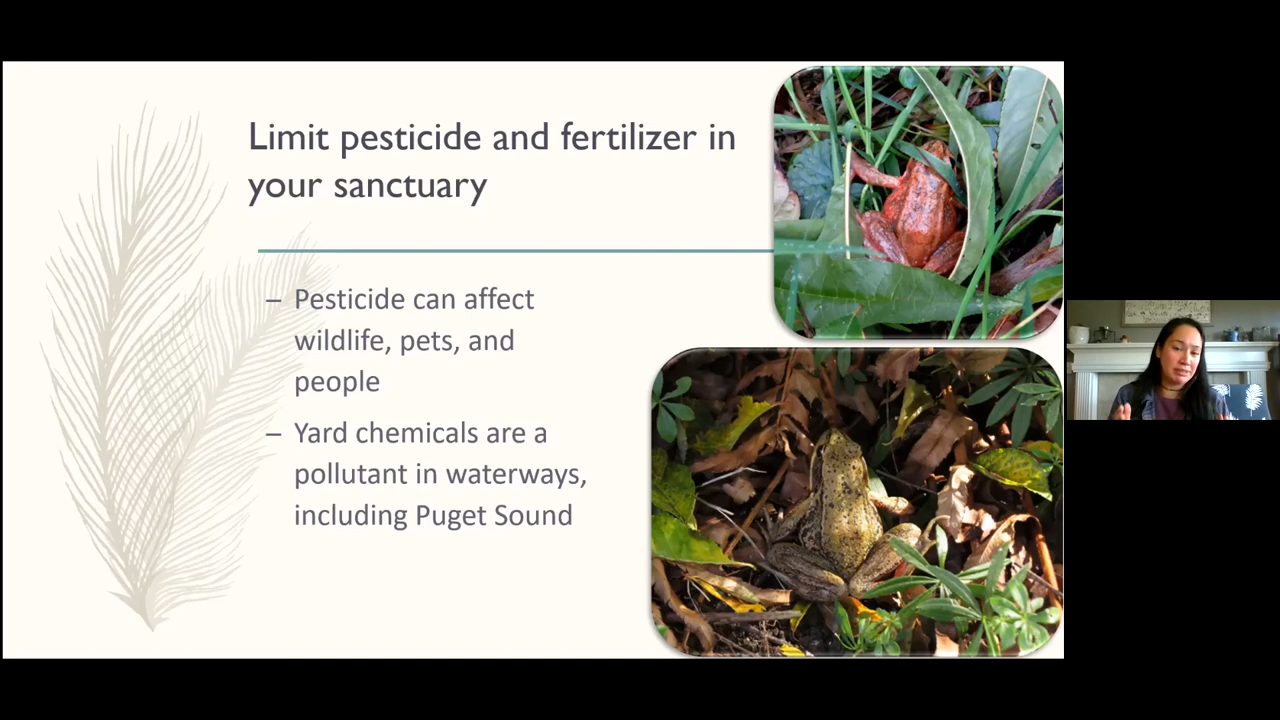 Limit pesticide and fertilizer in
your sanctuary
– Pesticide can affect
wildlife, pets, and
people
– Yard chemicals are a
pollutant in waterways,
including Puget Sound